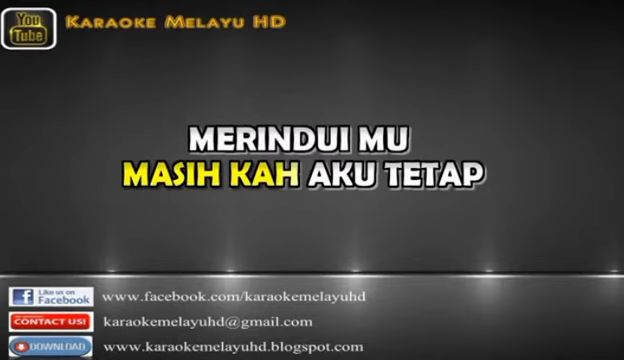 You
Tube
KARAOKE MELAYU HD
MERINDUI MU
MASIH KAH AKU TETAP
Like us on
Facebook
www.facebook.com/karaokemelayuhd
CONTACT US!
karaokemelayuhd@gmail.com
DOWNLOAD
www.karaokemelayuhd.blogspot.com